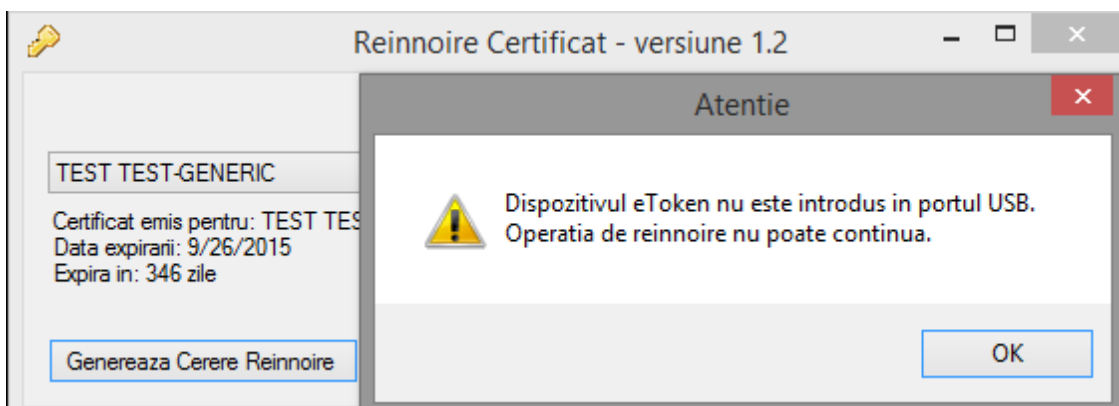 Reinnoire Certificat - versiune 1.2
Atentie
TEST TEST-GENERIC
Certificat emis pentru: TEST TES
Data expirarii: 9/26/2015
Expira in: 346 zile
Dispozitivul eToken nu este introdus in portul USB.
Operatia de reinnoire nu poate continua.
Genereaza Cerere Reinnoire
OK